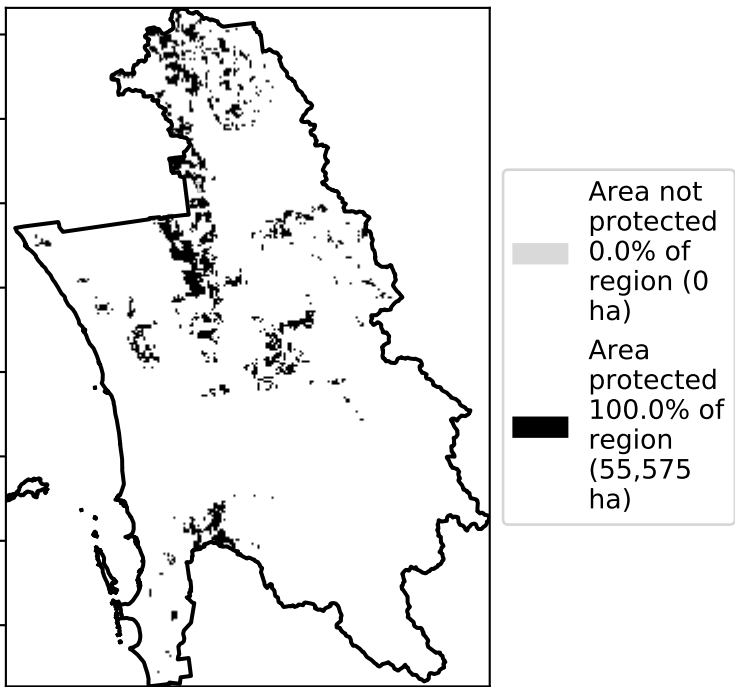 Area not
protected
0.0% of
region (0
ha)
Area
protected
100.0% of
region
(55,575
ha)